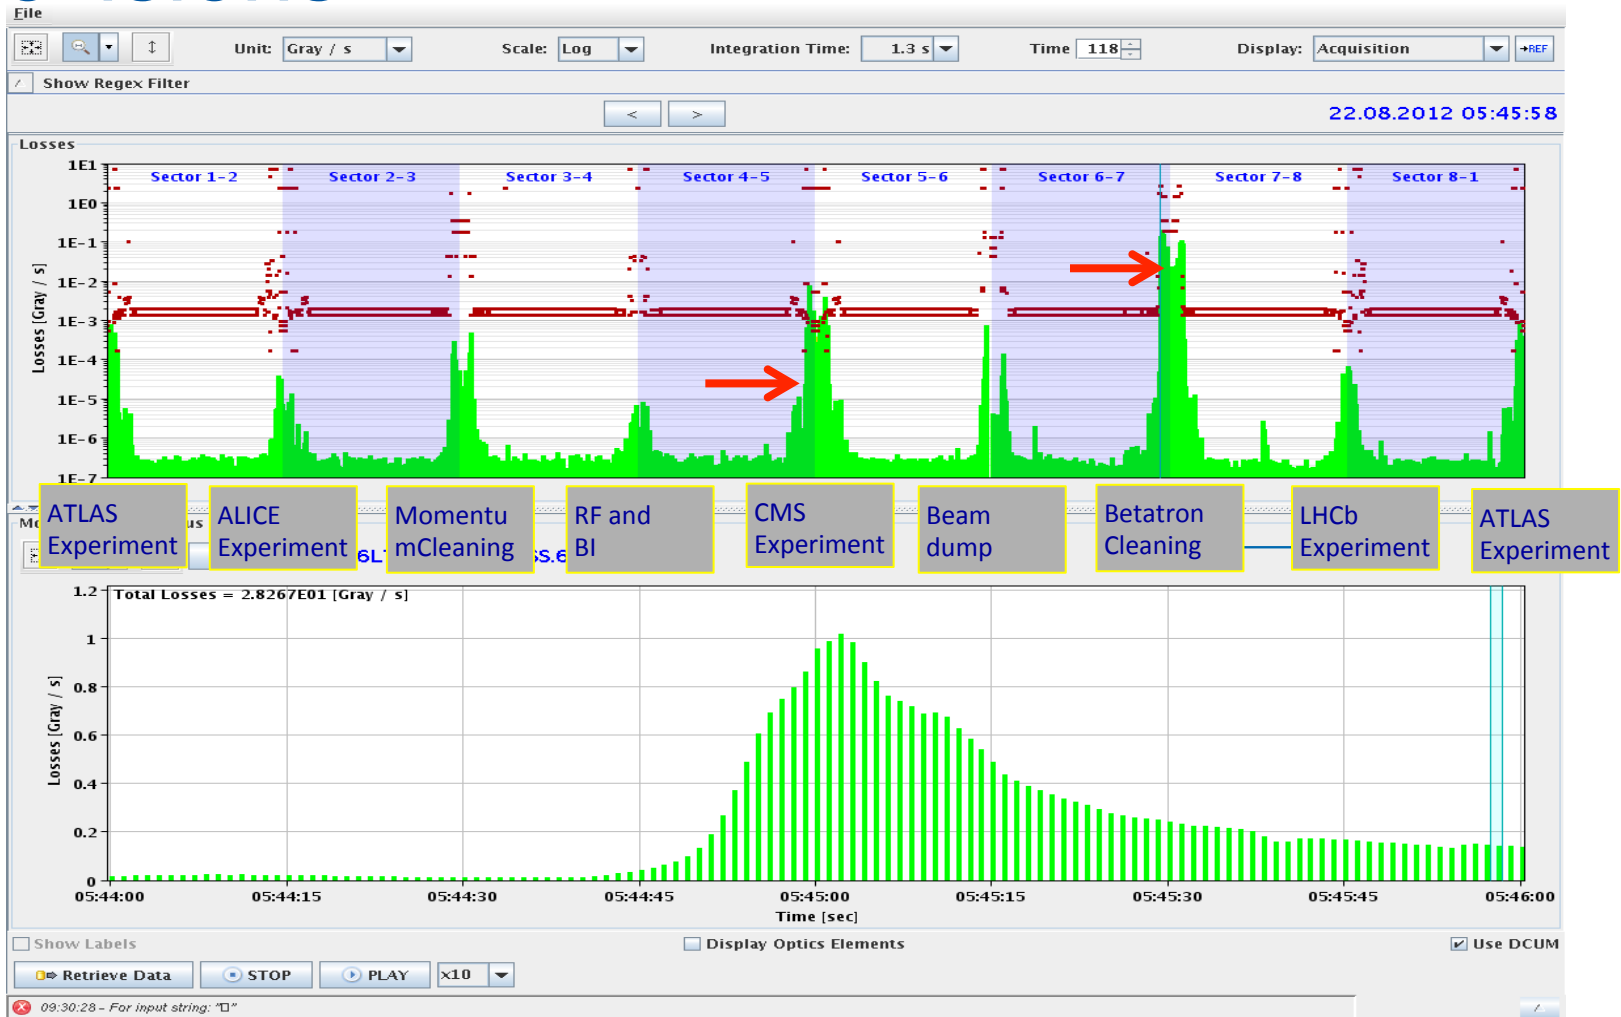 File
Unit: Gray / s Scale: Log Integration Time: 1.3 s Time 118 Display: Acquisition →REF
Show Regex Filter
< >
22.08.2012 05:45:58
Losses
1E1
1E0
1E-1
1E-2
1E-3
1E-4
1E-5
1E-6
1E-7
Losses [Gray / s]
Sector 1-2 Sector 2-3 Sector 3-4 Sector 4-5 Sector 5-6 Sector 6-7 Sector 7-8 Sector 8-1
ATLAS
Experiment
ALICE
Experiment
Momentu
mCleaning
RF and
BI
CMS
Experiment
Beam
dump
Betatron
Cleaning
LHCb
Experiment
ATLAS
Experiment
Total Losses = 2.8267E01 [Gray / s]
1.2
1
0.8
0.6
0.4
0.2
0
Losses [Gray / s]
05:44:00 05:44:15 05:44:30 05:44:45 05:45:00 05:45:15 05:45:30 05:45:45 05:46:00
Time [sec]
Show Labels Display Optics Elements Use DCUM
Retrieve Data STOP PLAY x10
09:30:28 – For input string: "□"